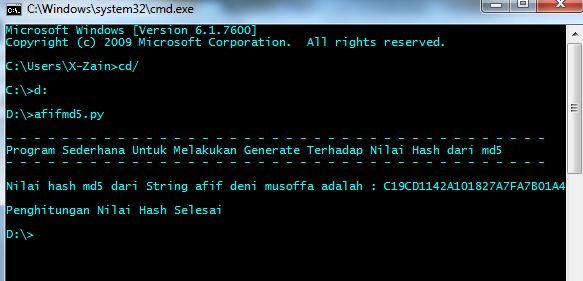 C:\Windows\system32\cmd.exe
Microsoft Windows [Version 6.1.7600]
Copyright (c) 2009 Microsoft Corporation.  All rights reserved.
C:\Users\X-Zain>cd/
C:\>d:
D:\>afifmd5.py
- - - - - - - - - - - - - - - - - - - - - - - - - - - - - - - - - - - - - - -
Program Sederhana Untuk Melakukan Generate Terhadap Nilai Hash dari md5
- - - - - - - - - - - - - - - - - - - - - - - - - - - - - - - - - - - - - - -
Nilai hash md5 dari String afif deni musoffa adalah : C19CD1142A101827A7FA7B01A4
Penghitungan Nilai Hash Selesai
D:\>